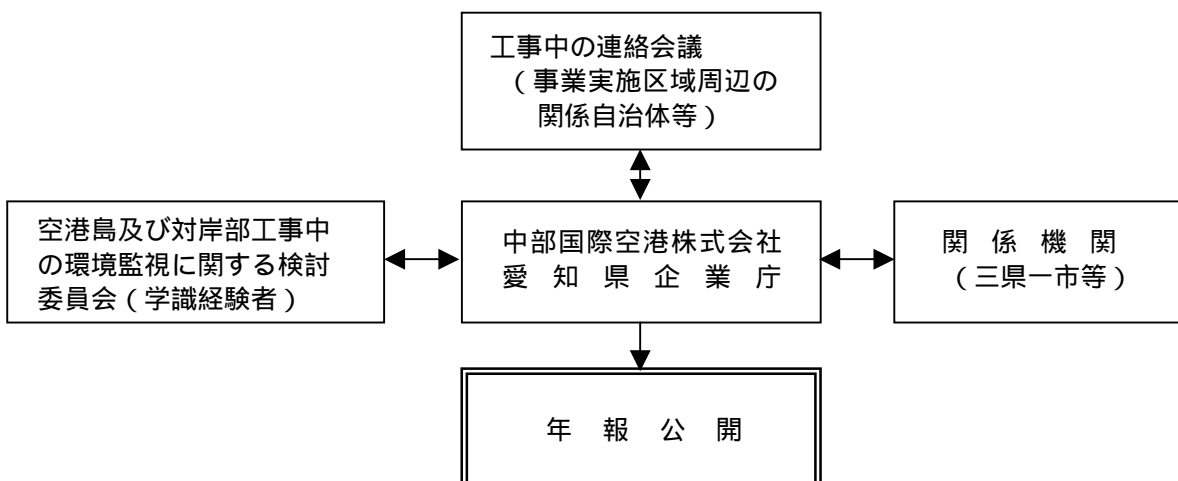 工事中の連絡会議
（事業実施区域周辺の
関係自治体等）
空港島及び対岸部工事中
の環境監視に関する検討
委員会（学識経験者）
中部国際空港株式会社
愛知県企業庁
関係機関
（三県一市等）
年報公開